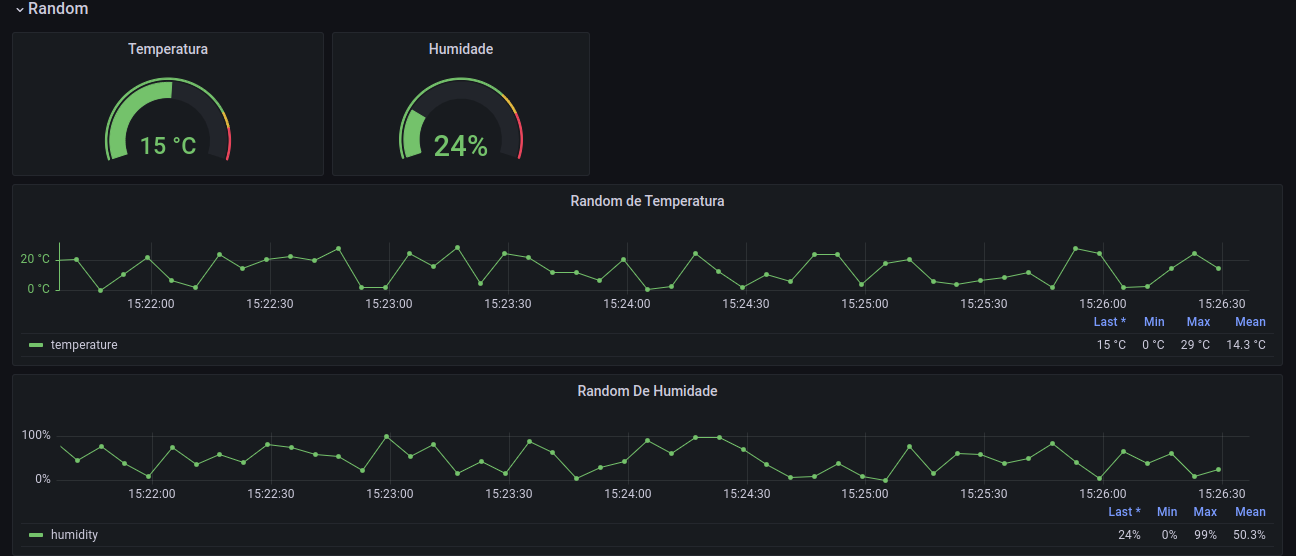 Random
Temperatura
Humidade
15 °C
24%
Random de Temperatura
20 °C
0 °C
15:22:00 15:22:30 15:23:00 15:23:30 15:24:00 15:24:30 15:25:00 15:25:30 15:26:00 15:26:30
Last * Min Max Mean
temperature 15 °C 0 °C 29 °C 14.3 °C
Random De Humidade
100%
0%
15:22:00 15:22:30 15:23:00 15:23:30 15:24:00 15:24:30 15:25:00 15:25:30 15:26:00 15:26:30
Last * Min Max Mean
humidity 24% 0% 99% 50.3%